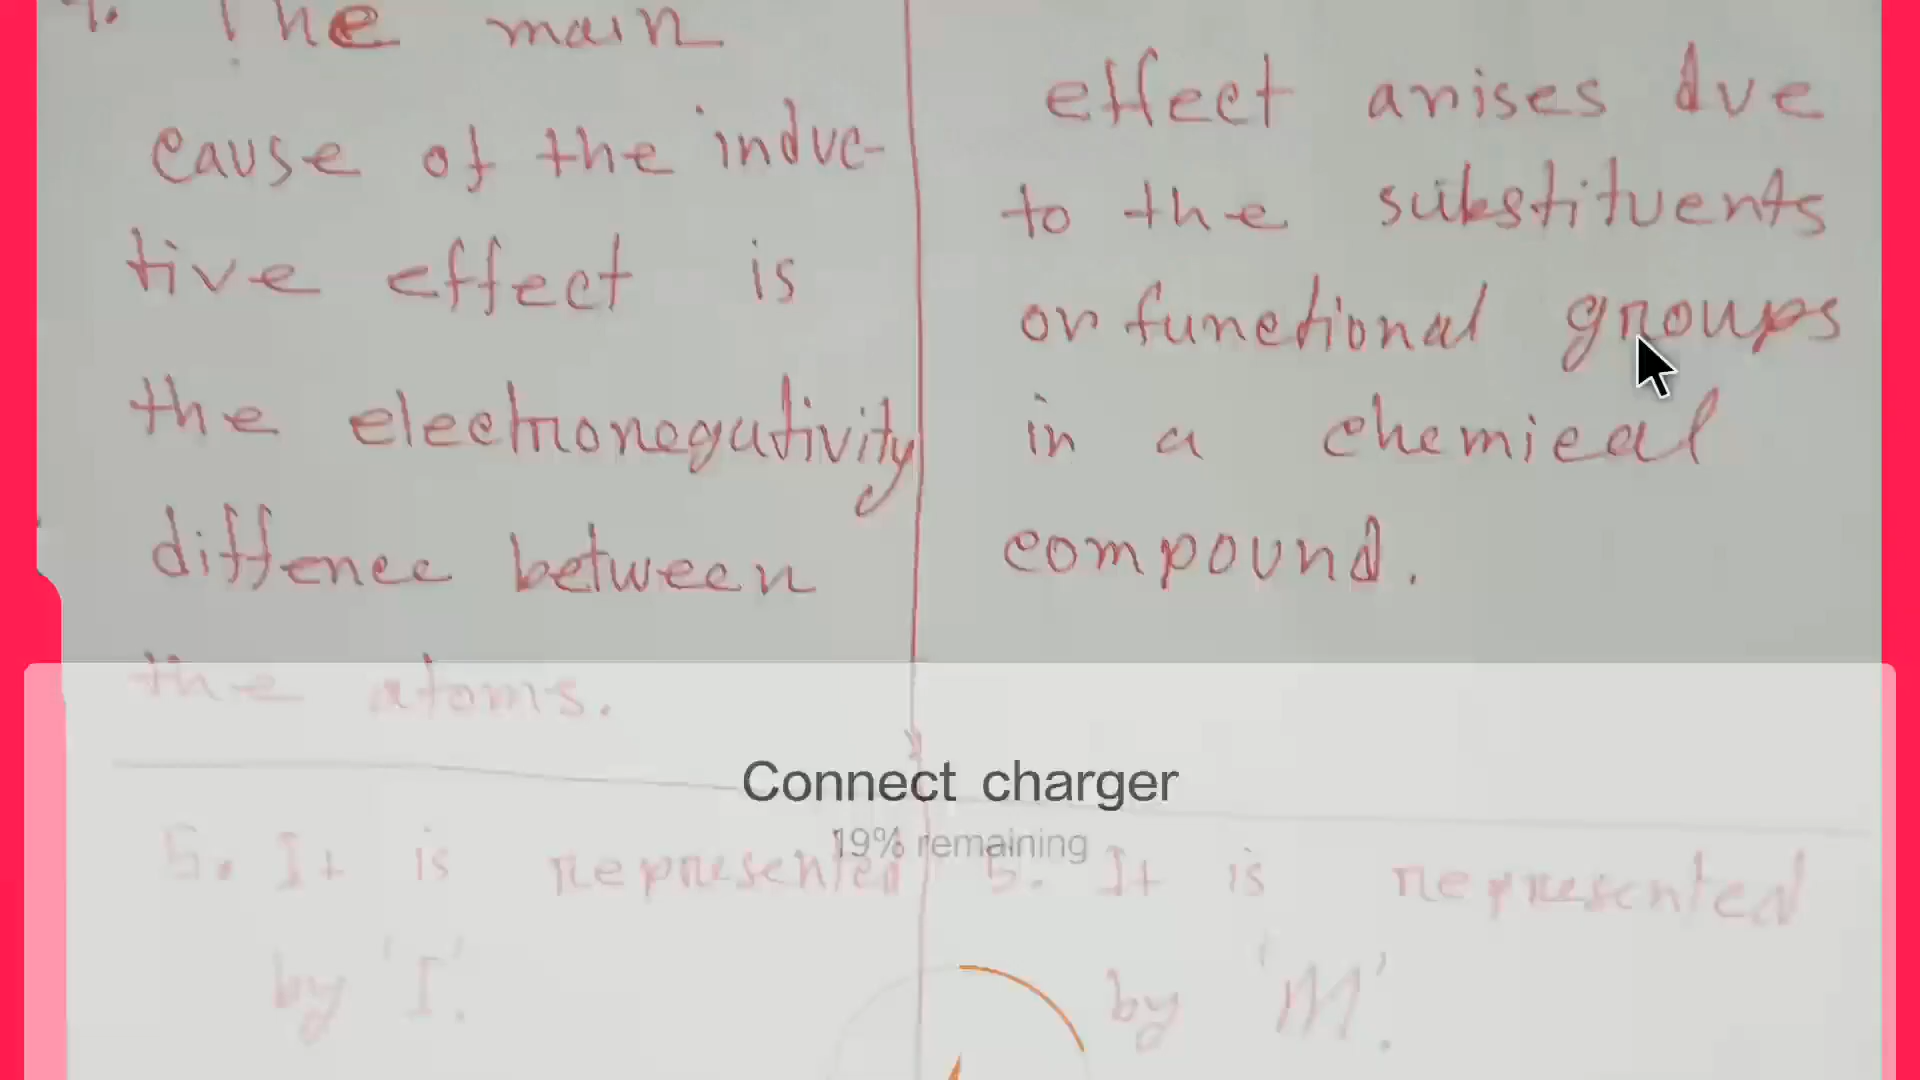 4. The main
cause of the induc-
tive effect is
the electronegativity
diffence between
the atoms.
5. It is represented
by 'I'.
effect arises due
to the substituents
or functional groups
in a chemical
compound.
5. It is represented
by 'M'.
Connect charger
19% remaining